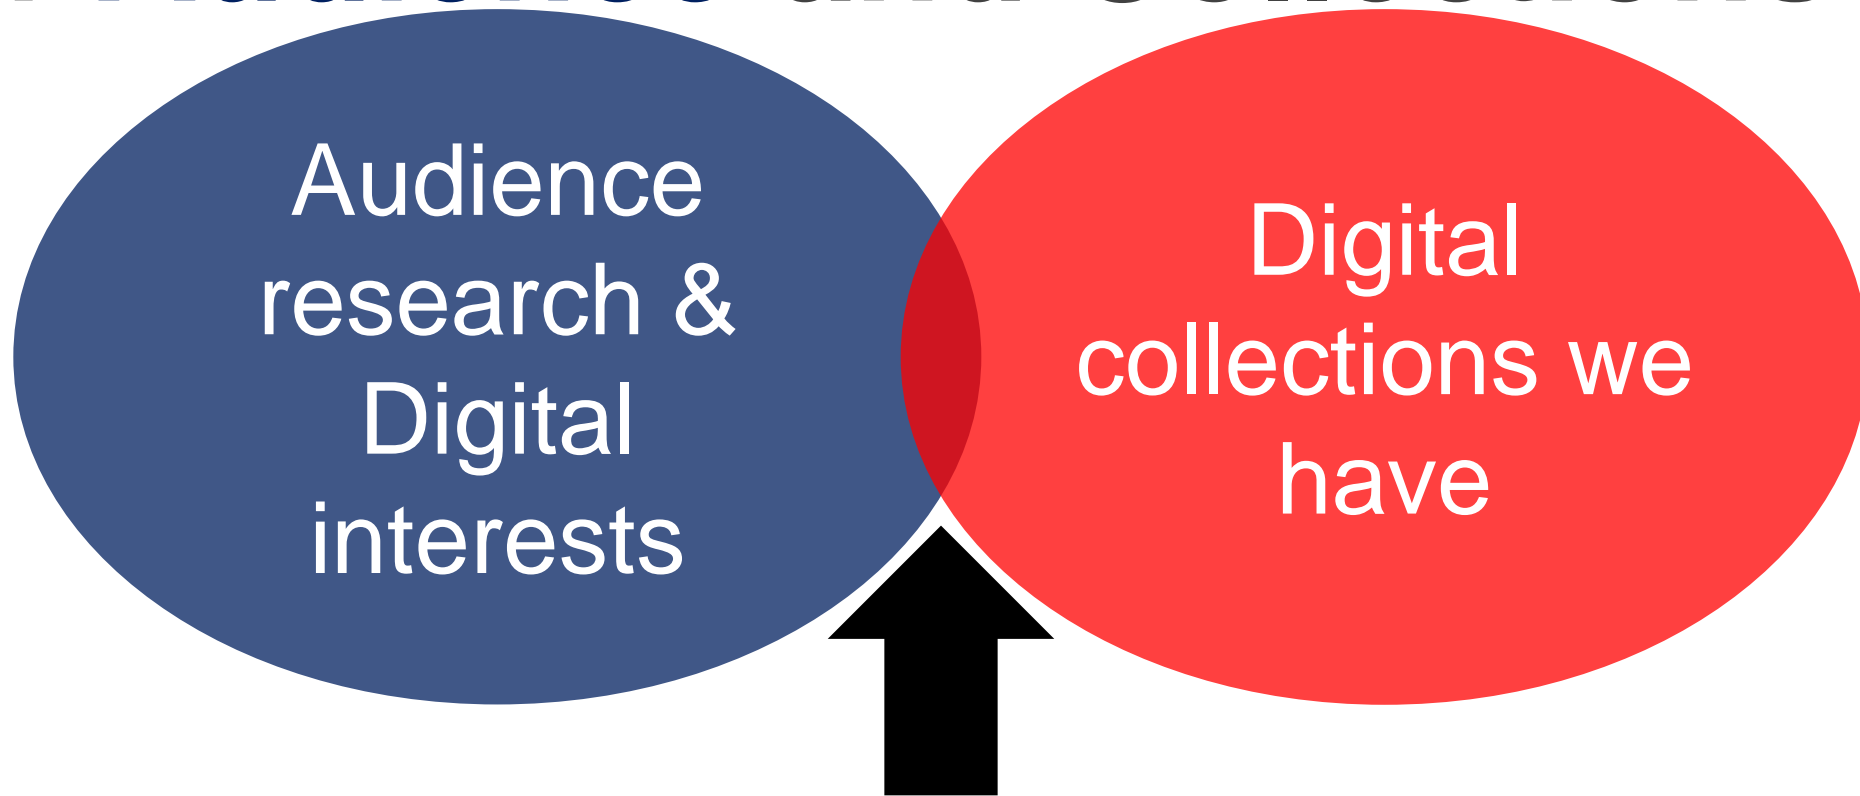 Audience
research &
Digital
interests
Digital
collections we
have